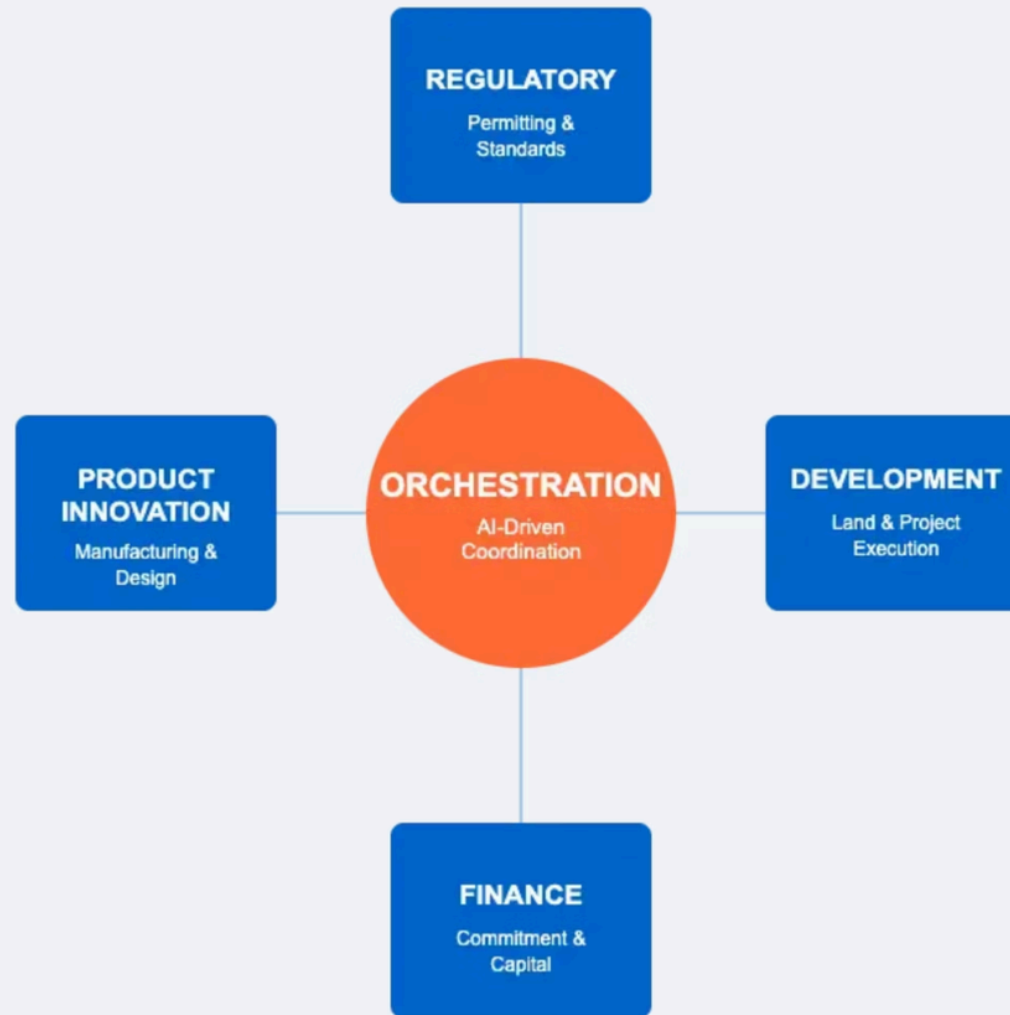 REGULATORY
Permitting &
Standards
PRODUCT
INNOVATION
Manufacturing &
Design
ORCHESTRATION
AI-Driven
Coordination
DEVELOPMENT
Land & Project
Execution
FINANCE
Commitment &
Capital